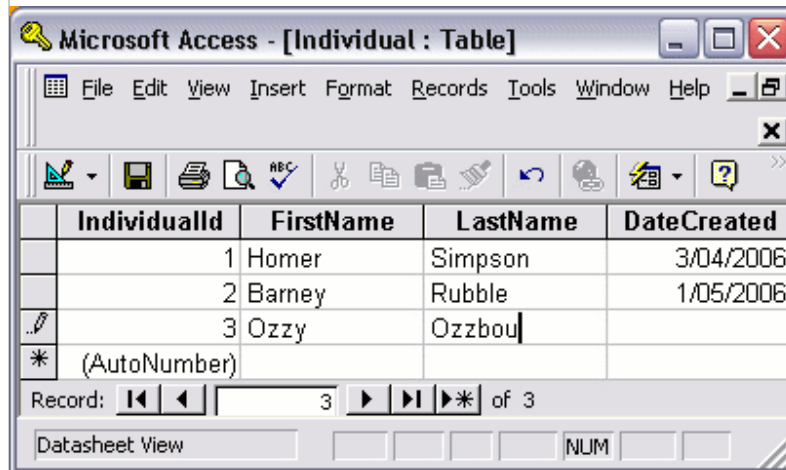 Microsoft Access - [Individual : Table]
File Edit View Insert Format Records Tools Window Help
ABC
IndividualId FirstName LastName DateCreated
1 Homer Simpson 3/04/2006
2 Barney Rubble 1/05/2006
3 Ozzy Ozzbou
(AutoNumber)
Record: 3 of 3
Datasheet View NUM